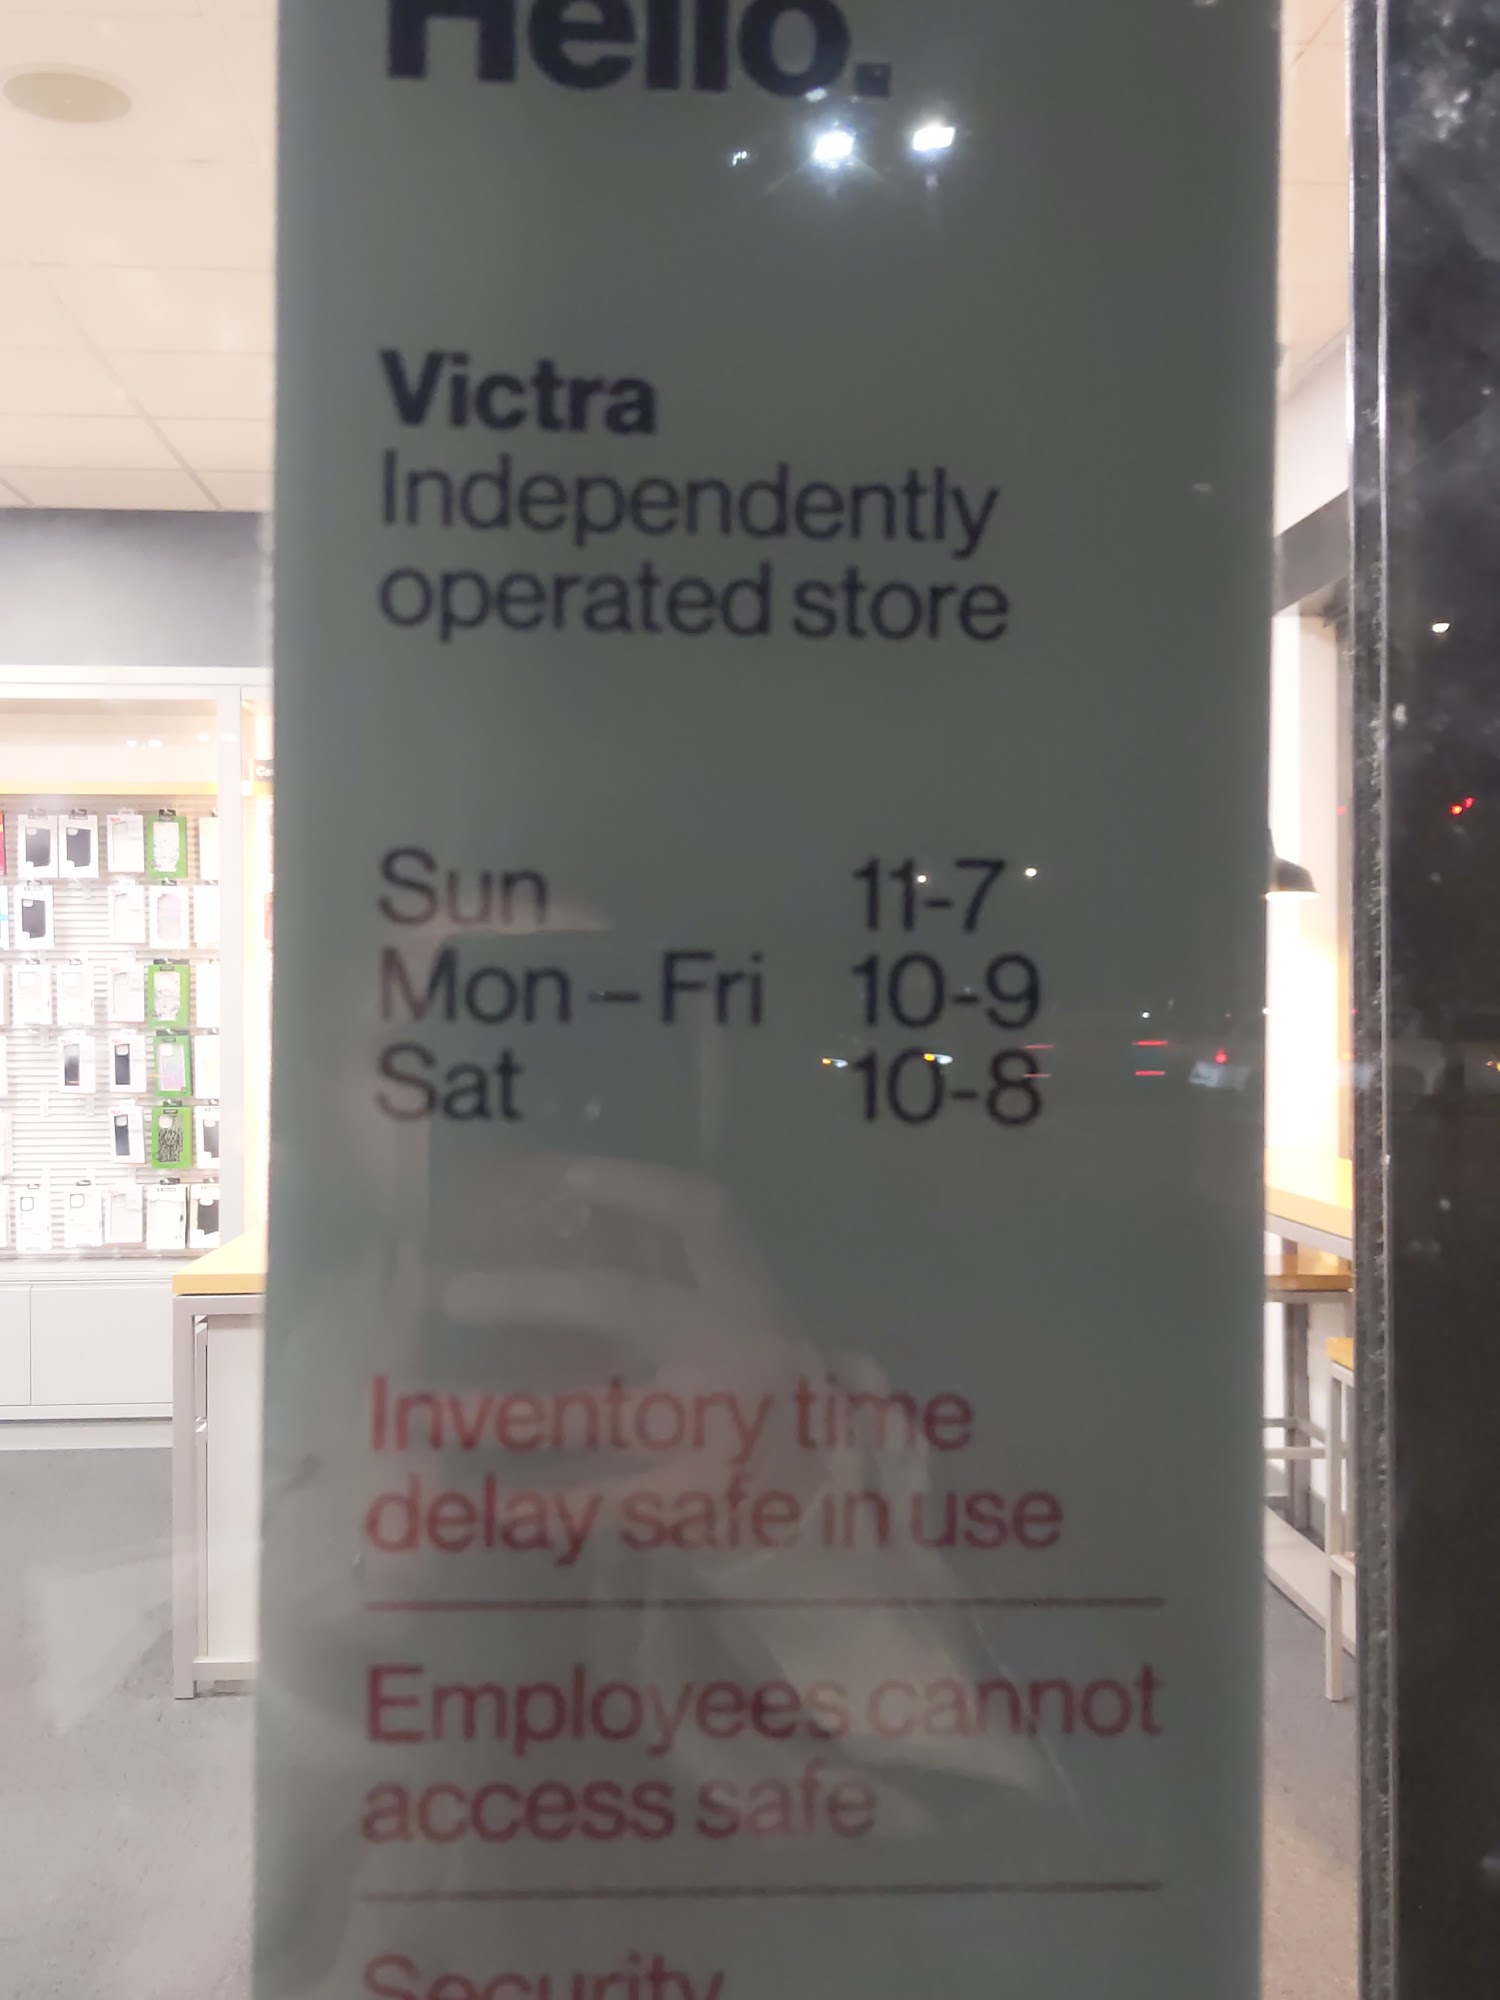 Hello.
Victra
Independently
operated store
Sun 11-7
Mon – Fri 10-9
Sat 10-8
Inventory time
delay safe in use
Employees cannot
access safe
Security